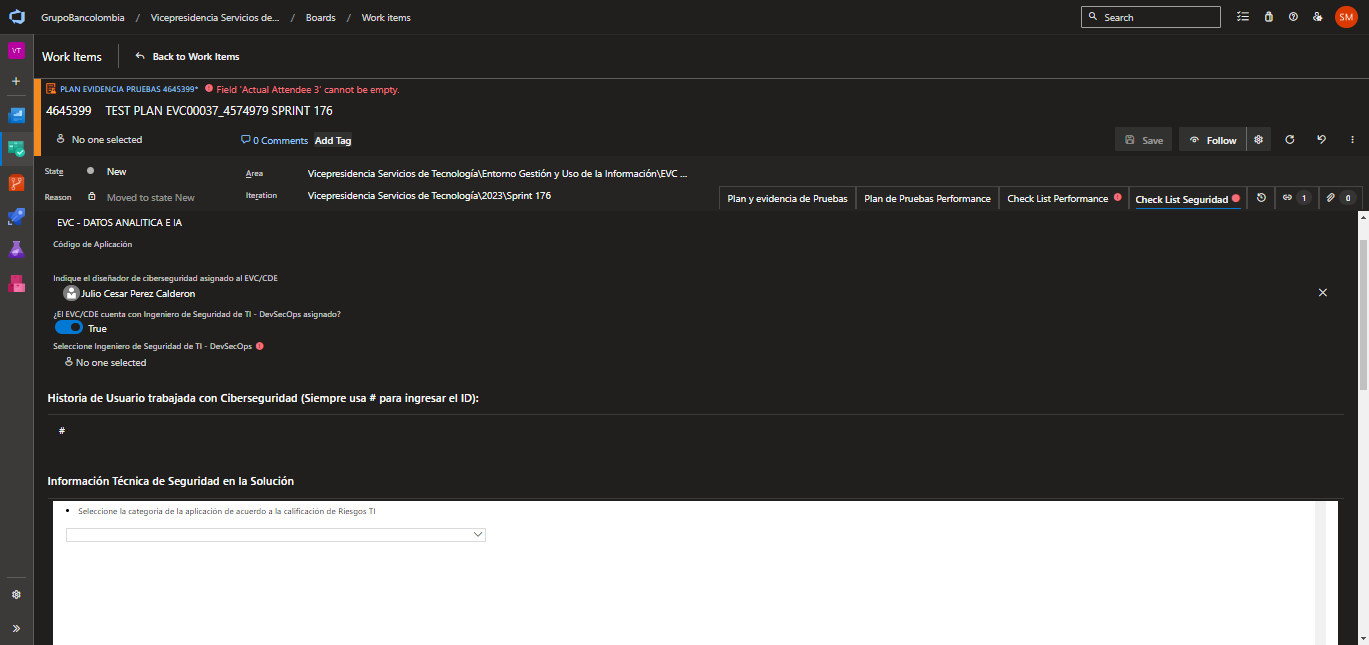 GrupoBancolombia / Vicepresidencia Servicios de... / Boards / Work items
Search
SM
VT
Work Items
Back to Work Items
PLAN EVIDENCIA PRUEBAS 4645399*
Field 'Actual Attendee 3' cannot be empty.
4645399 TEST PLAN EVC00037_4574979 SPRINT 176
No one selected
0 Comments
Add Tag
Save
Follow
State
New
Area
Vicepresidencia Servicios de Tecnología\Entorno Gestión y Uso de la Información\EVC ...
Reason
Moved to state New
Iteration
Vicepresidencia Servicios de Tecnología\2023\Sprint 176
Plan y evidencia de Pruebas
Plan de Pruebas Performance
Check List Performance
Check List Seguridad
1
0
EVC - DATOS ANALITICA E IA
Código de Aplicación
Indique el diseñador de ciberseguridad asignado al EVC/CDE
Julio Cesar Perez Calderon
¿El EVC/CDE cuenta con Ingeniero de Seguridad de TI - DevSecOps asignado?
True
Seleccione Ingeniero de Seguridad de TI - DevSecOps
No one selected
Historia de Usuario trabajada con Ciberseguridad (Siempre usa # para ingresar el ID):
#
Información Técnica de Seguridad en la Solución
• Seleccione la categoria de la aplicación de acuerdo a la calificación de Riesgos TI